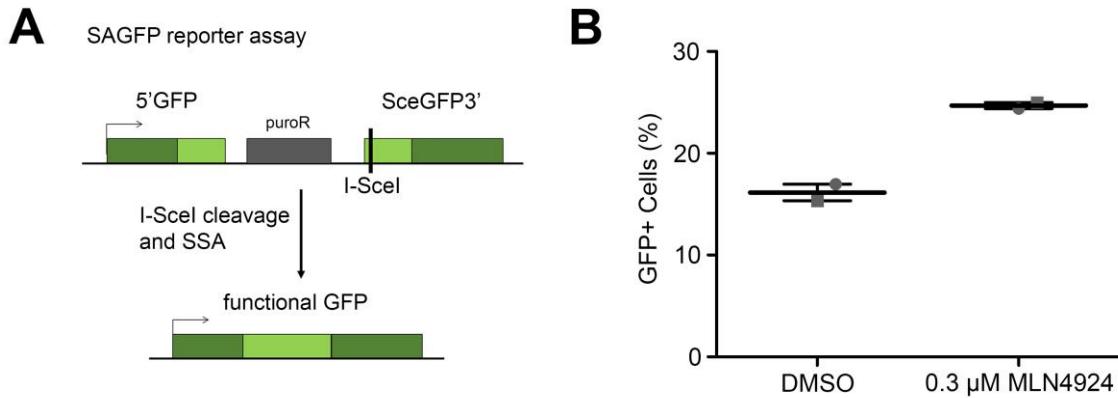 A
SAGFP reporter assay
5'GFP
SceGFP3'
puroR
I-SceI
I-SceI cleavage
and SSA
functional GFP
B
GFP+ Cells (%)
30
20
10
0
DMSO
0.3 µM MLN4924